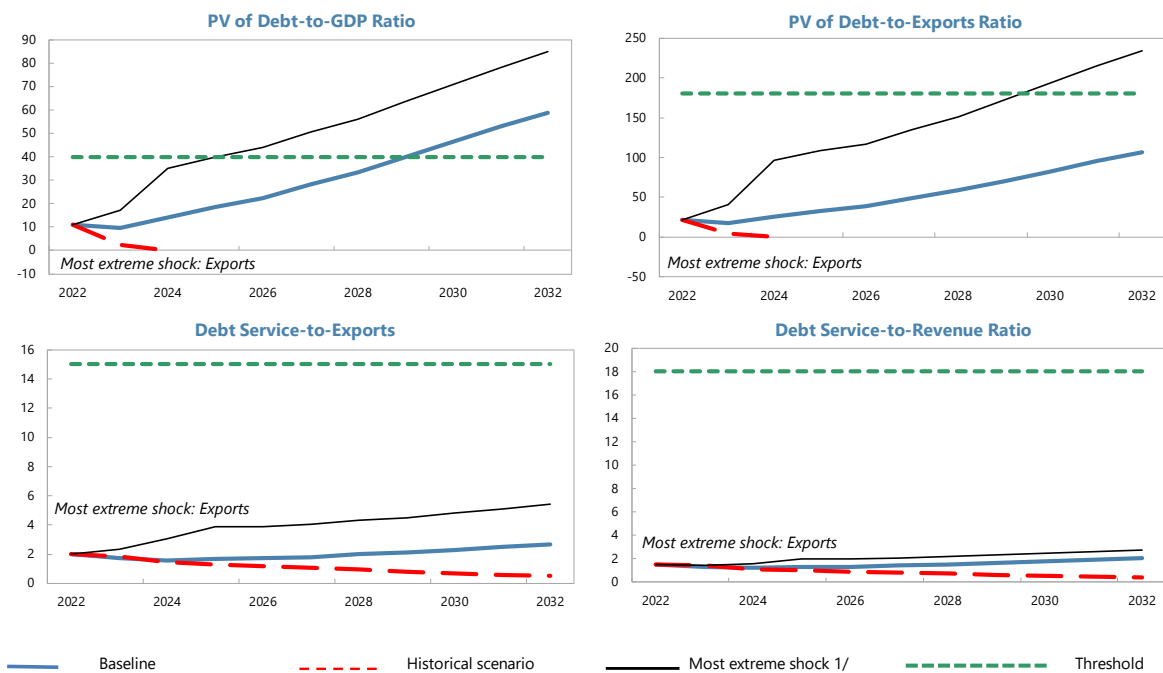 PV of Debt-to-GDP Ratio
90
80
70
60
50
40
30
20
10
0
-10
Most extreme shock: Exports
2022 2024 2026 2028 2030 2032
PV of Debt-to-Exports Ratio
250
200
150
100
50
0
-50
Most extreme shock: Exports
2022 2024 2026 2028 2030 2032
Debt Service-to-Exports
16
14
12
10
8
6
4
2
0
Most extreme shock: Exports
2022 2024 2026 2028 2030 2032
Debt Service-to-Revenue Ratio
20
18
16
14
12
10
8
6
4
2
0
Most extreme shock: Exports
2022 2024 2026 2028 2030 2032
Baseline Historical scenario Most extreme shock 1/ Threshold